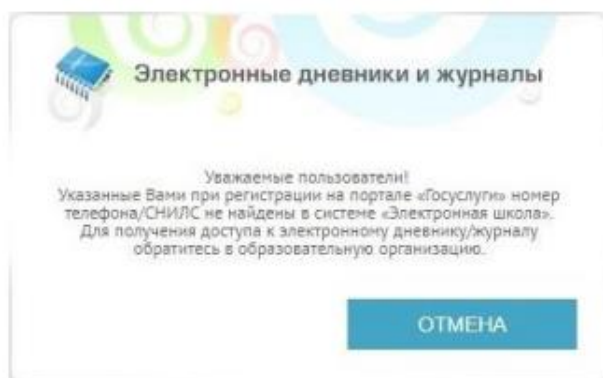 Электронные дневники и журналы
Уважаемые пользователи!
Указанные Вами при регистрации на портале «Госуслуги» номер
телефона/СНИЛС не найдены в системе «Электронная школа».
Для получения доступа к электронному дневнику/журналу
обратитесь в образовательную организацию.
ОТМЕНА